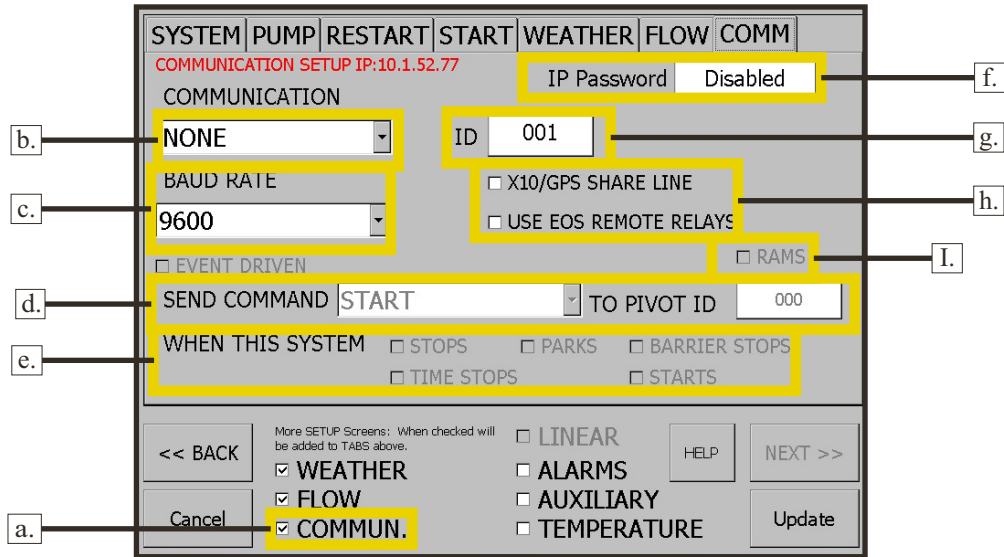 SYSTEM PUMP RESTART START WEATHER FLOW COMM
COMMUNICATION SETUP IP:10.1.52.77
IP Password Disabled
f.
COMMUNICATION
b.
NONE
ID 001
g.
BAUD RATE
X10/GPS SHARE LINE
h.
c.
9600
USE EOS REMOTE RELAYS
EVENT DRIVEN
RAMS
I.
d.
SEND COMMAND START TO PIVOT ID 000
e.
WHEN THIS SYSTEM STOPS PARKS BARRIER STOPS
TIME STOPS STARTS
<< BACK
More SETUP Screens: When checked will
be added to TABS above.
LINEAR
HELP
NEXT >>
WEATHER ALARMS
Cancel
FLOW AUXILIARY
Update
a.
COMMUN. TEMPERATURE